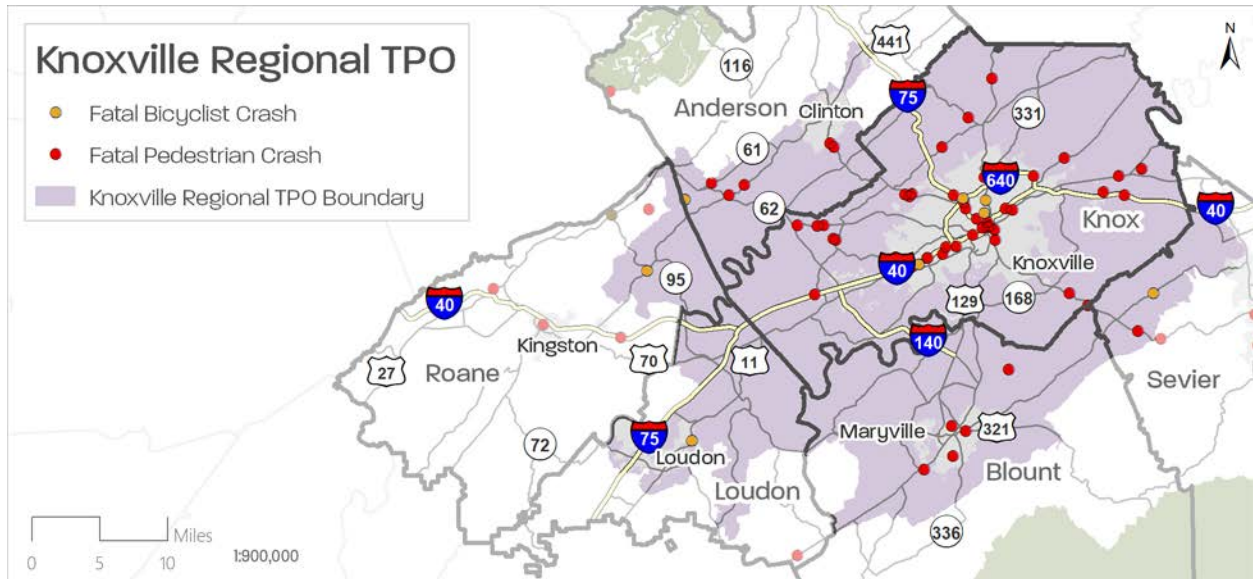 Knoxville Regional TPO
Fatal Bicyclist Crash
Fatal Pedestrian Crash
Knoxville Regional TPO Boundary
N
441
116
75
Anderson
Clinton
331
61
640
62
Knox
40
40
Knoxville
95
129
168
40
Kingston
140
70
11
27
Roane
Sevier
Maryville
321
75
72
Loudon
Blount
Loudon
336
Miles
0
5
10
1:900,000